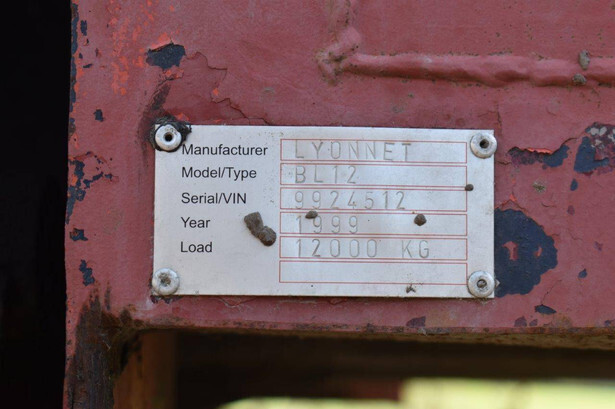 Manufacturer LYONNET
Model/Type BL12
Serial/VIN 9924512
Year 1999
Load 12000 KG